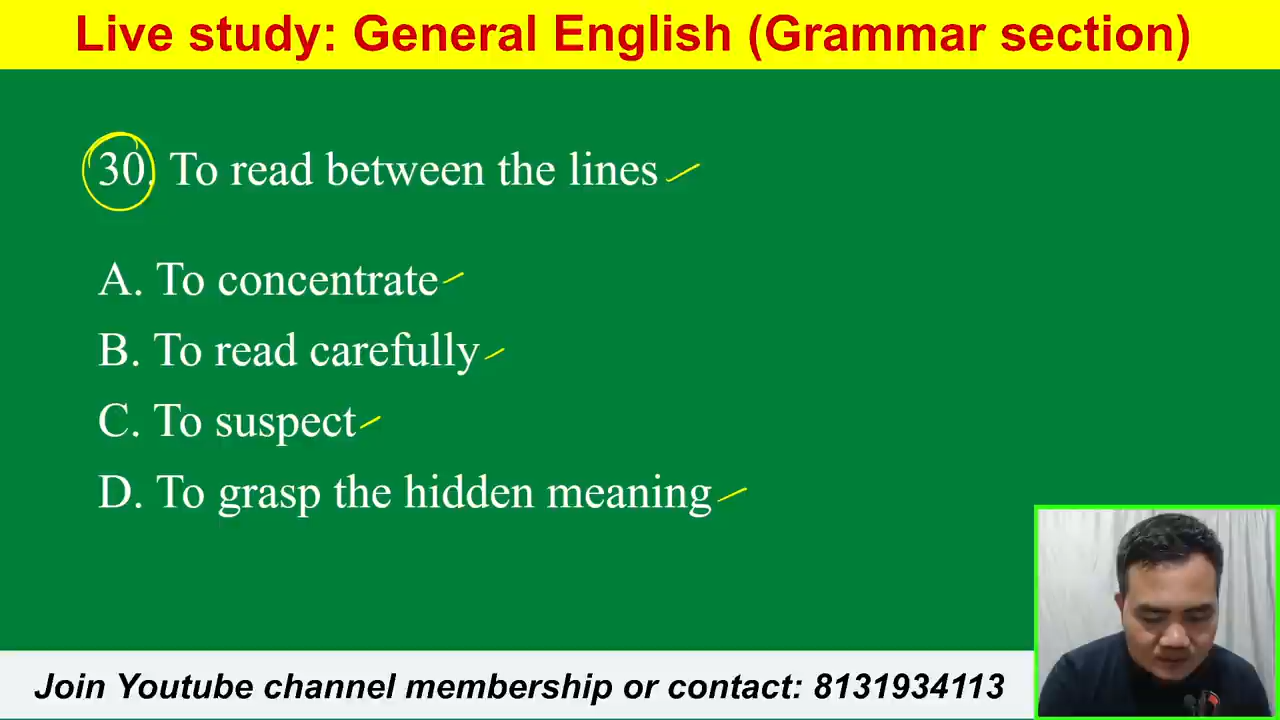 Live study: General English (Grammar section)
30. To read between the lines
A. To concentrate
B. To read carefully
C. To suspect
D. To grasp the hidden meaning
Join Youtube channel membership or contact: 8131934113